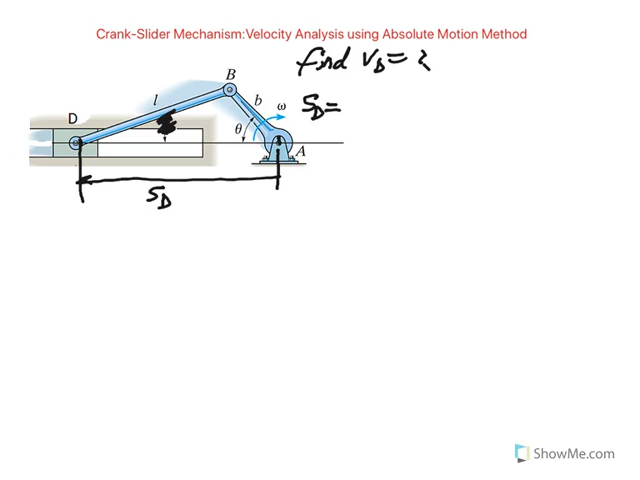 Crank-Slider Mechanism:Velocity Analysis using Absolute Motion Method
find V_D = ?
S_D =
B
D
l
b
ω
θ
A
S_D
ShowMe.com